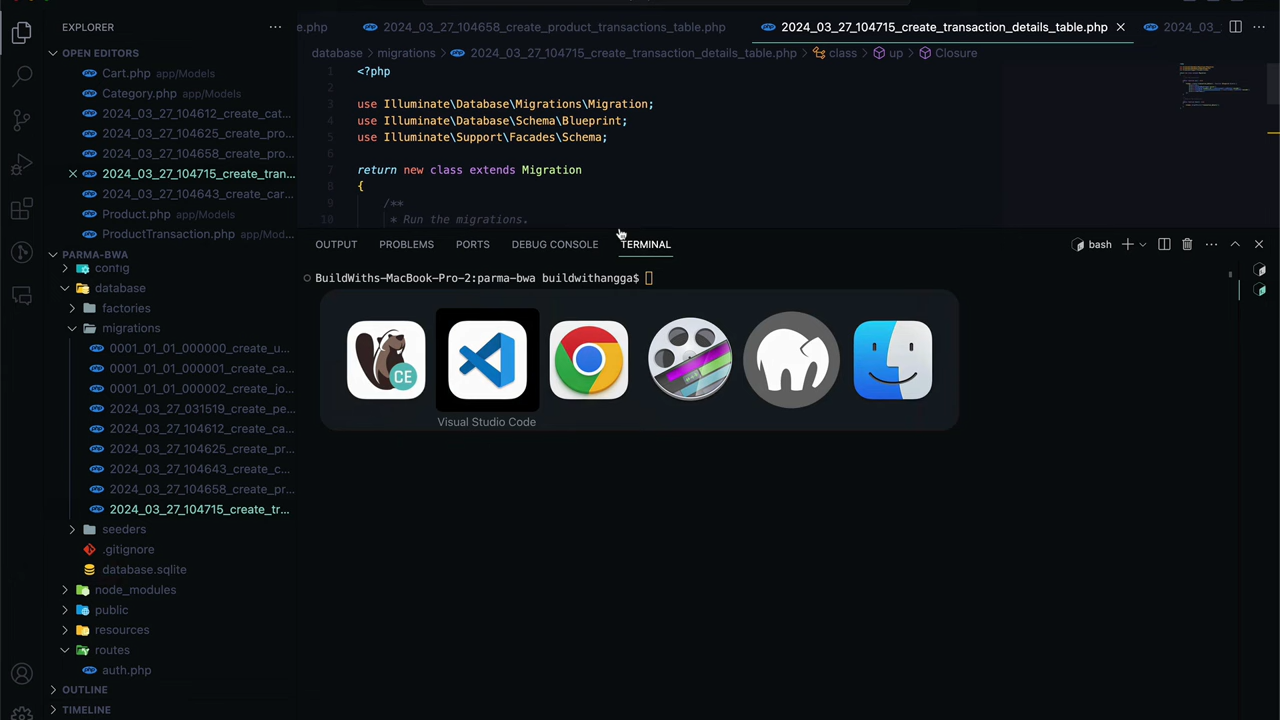 EXPLORER
OPEN EDITORS
Cart.php app/Models
Category.php app/Models
2024_03_27_104612_create_cat...
2024_03_27_104625_create_pro...
2024_03_27_104658_create_pro...
2024_03_27_104715_create_tran...
2024_03_27_104643_create_car...
Product.php app/Models
ProductTransaction.php app/Mod...
PARMA-BWA
config
database
factories
migrations
0001_01_01_000000_create_u...
0001_01_01_000001_create_ca...
0001_01_01_000002_create_jo...
2024_03_27_031519_create_pe...
2024_03_27_104612_create_ca...
2024_03_27_104625_create_pr...
2024_03_27_104643_create_c...
2024_03_27_104658_create_pr...
2024_03_27_104715_create_tr...
seeders
.gitignore
database.sqlite
node_modules
public
resources
routes
auth.php
OUTLINE
TIMELINE
e.php
2024_03_27_104658_create_product_transactions_table.php
2024_03_27_104715_create_transaction_details_table.php
2024_03_
database > migrations > 2024_03_27_104715_create_transaction_details_table.php > class > up > Closure
1 <?php
2
3 use Illuminate\Database\Migrations\Migration;
4 use Illuminate\Database\Schema\Blueprint;
5 use Illuminate\Support\Facades\Schema;
6
7 return new class extends Migration
8 {
9 /**
10 * Run the migrations.
OUTPUT PROBLEMS PORTS DEBUG CONSOLE TERMINAL
bash
BuildWiths-MacBook-Pro-2:parma-bwa buildwithangga$
CE
Visual Studio Code